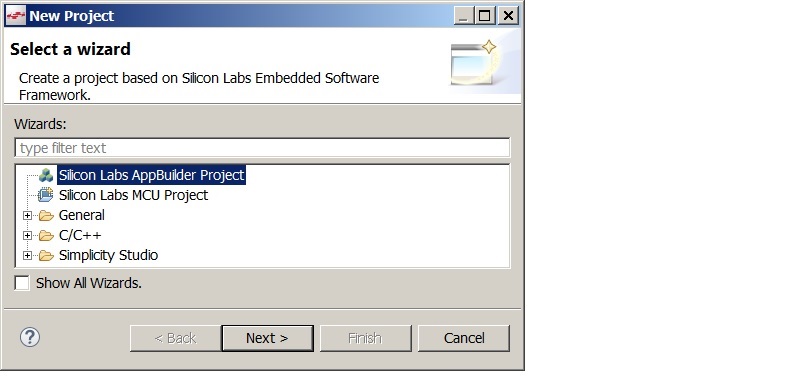 New Project
Select a wizard
Create a project based on Silicon Labs Embedded Software
Framework.
Wizards:
type filter text
Silicon Labs AppBuilder Project
Silicon Labs MCU Project
General
C/C++
Simplicity Studio
Show All Wizards.
? < Back Next > Finish Cancel